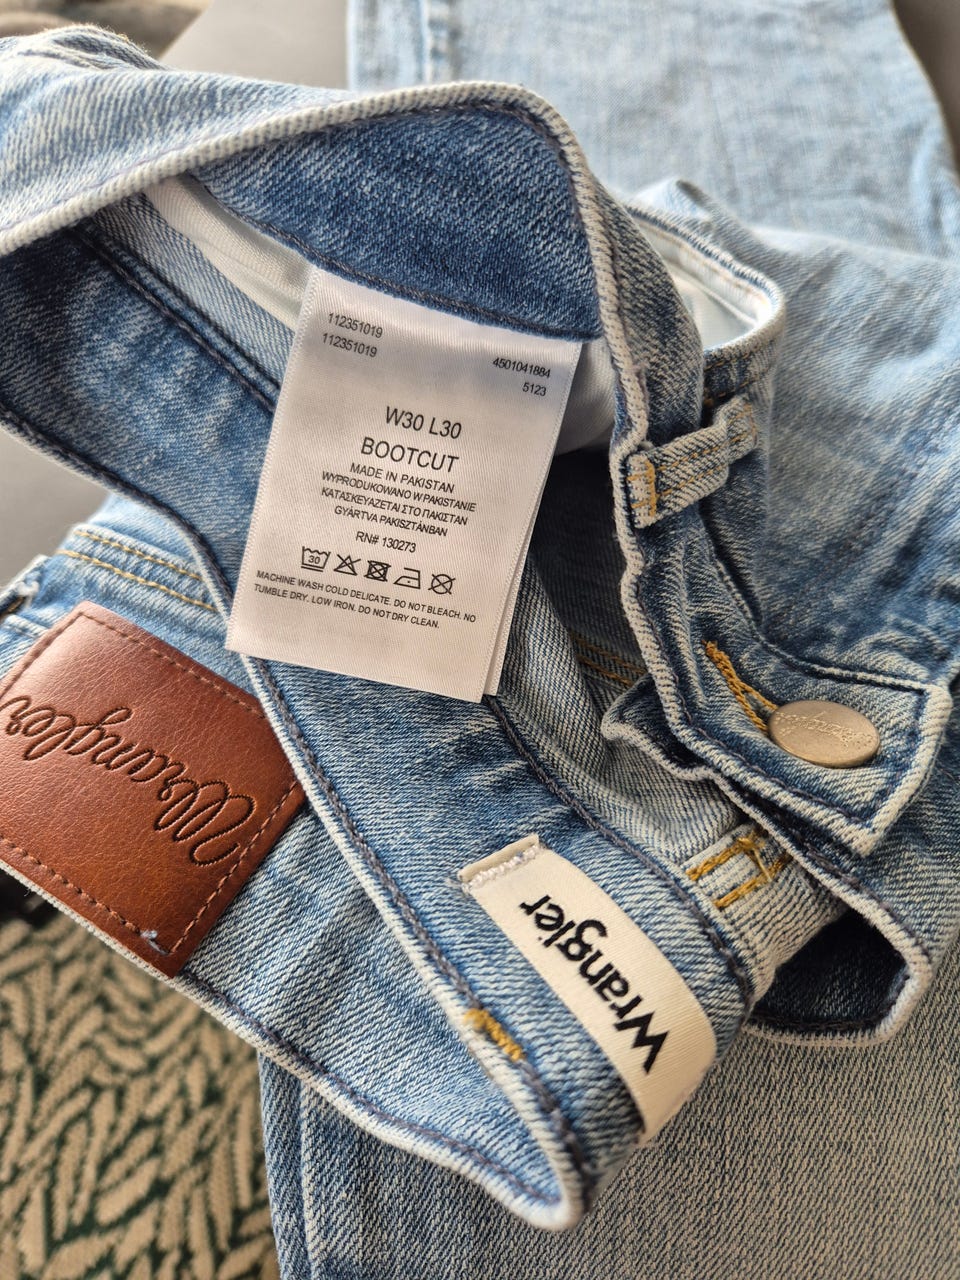 112351019
112351019
4501041884
5123
W30 L30
BOOTCUT
MADE IN PAKISTAN
WYPRODUKOWANO W PAKISTANIE
ΚΑΤΑΣΚΕΥΑΖΕΤΑΙ ΣΤΟ ΠΑΚΙΣΤΑΝ
GYÁRTVA PAKISZTÁNBAN
RN# 130273
30
MACHINE WASH COLD DELICATE. DO NOT BLEACH. NO
TUMBLE DRY. LOW IRON. DO NOT DRY CLEAN.
Wrangler
Wrangler